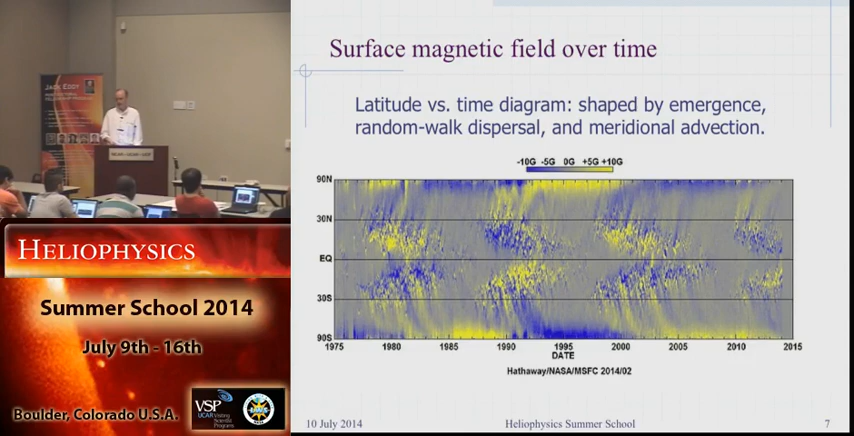 JACK EDDY
Surface magnetic field over time
Latitude vs. time diagram: shaped by emergence,
random-walk dispersal, and meridional advection.
-10G -5G 0G +5G +10G
90N
30N
EQ
30S
90S
1975 1980 1985 1990 1995 2000 2005 2010 2015
DATE
Hathaway/NASA/MSFC 2014/02
10 July 2014 Heliophysics Summer School 7
HELIOPHYSICS
Summer School 2014
July 9th - 16th
Boulder, Colorado U.S.A.
VSP
UCAR Visiting
Scientist
Programs